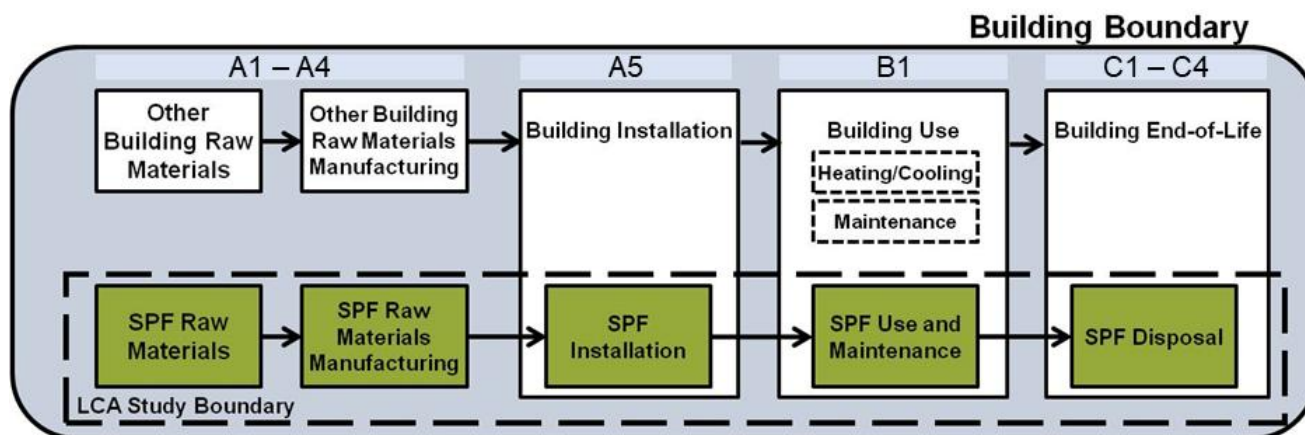 Building Boundary
A1 – A4
A5
B1
C1 – C4
Other
Building Raw
Materials
Other Building
Raw Materials
Manufacturing
Building Installation
Building Use
Heating/Cooling
Maintenance
Building End-of-Life
SPF Raw
Materials
SPF Raw
Materials
Manufacturing
SPF
Installation
SPF Use and
Maintenance
SPF Disposal
LCA Study Boundary